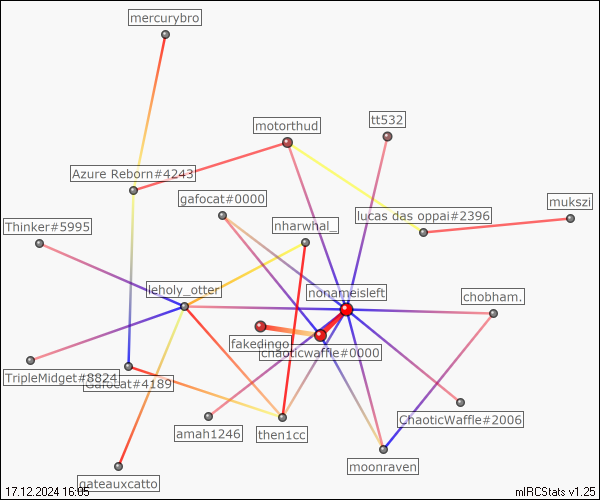 mercurybro
tt532
motorthud
Azure Reborn#4243
gafocat#0000
mukszi
lucas das oppai#2396
Thinker#5995
nharwhal_
leholy_otter
nonameisleft
chobham.
fakedingo
chaoticwaffle#0000
TripleMidget#8824
Gafocat#4189
ChaoticWaffle#2006
amah1246
then1cc
moonraven
gateauxcatto
17.12.2024 16:05
mIRCStats v1.25